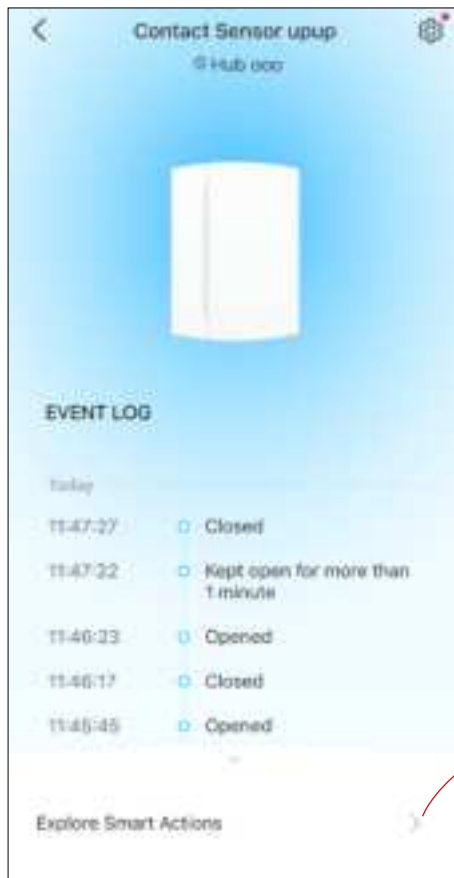 Contact Sensor upup
Hub ooo
EVENT LOG
Today
11:47:27 Closed
11:47:22 Kept open for more than
1 minute
11:46:23 Opened
11:46:17 Closed
11:45:45 Opened
Explore Smart Actions